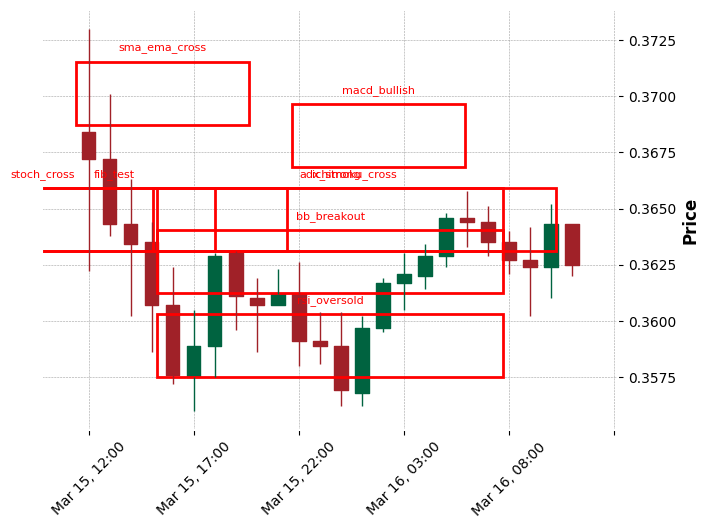 sma_ema_cross
macd_bullish
stoch_cross
bb_breakout
0.3725
0.3700
0.3675
0.3650
0.3625
0.3600
0.3575
Price
Mar 15, 12:00
Mar 15, 17:00
Mar 15, 22:00
Mar 16, 03:00
Mar 16, 08:00